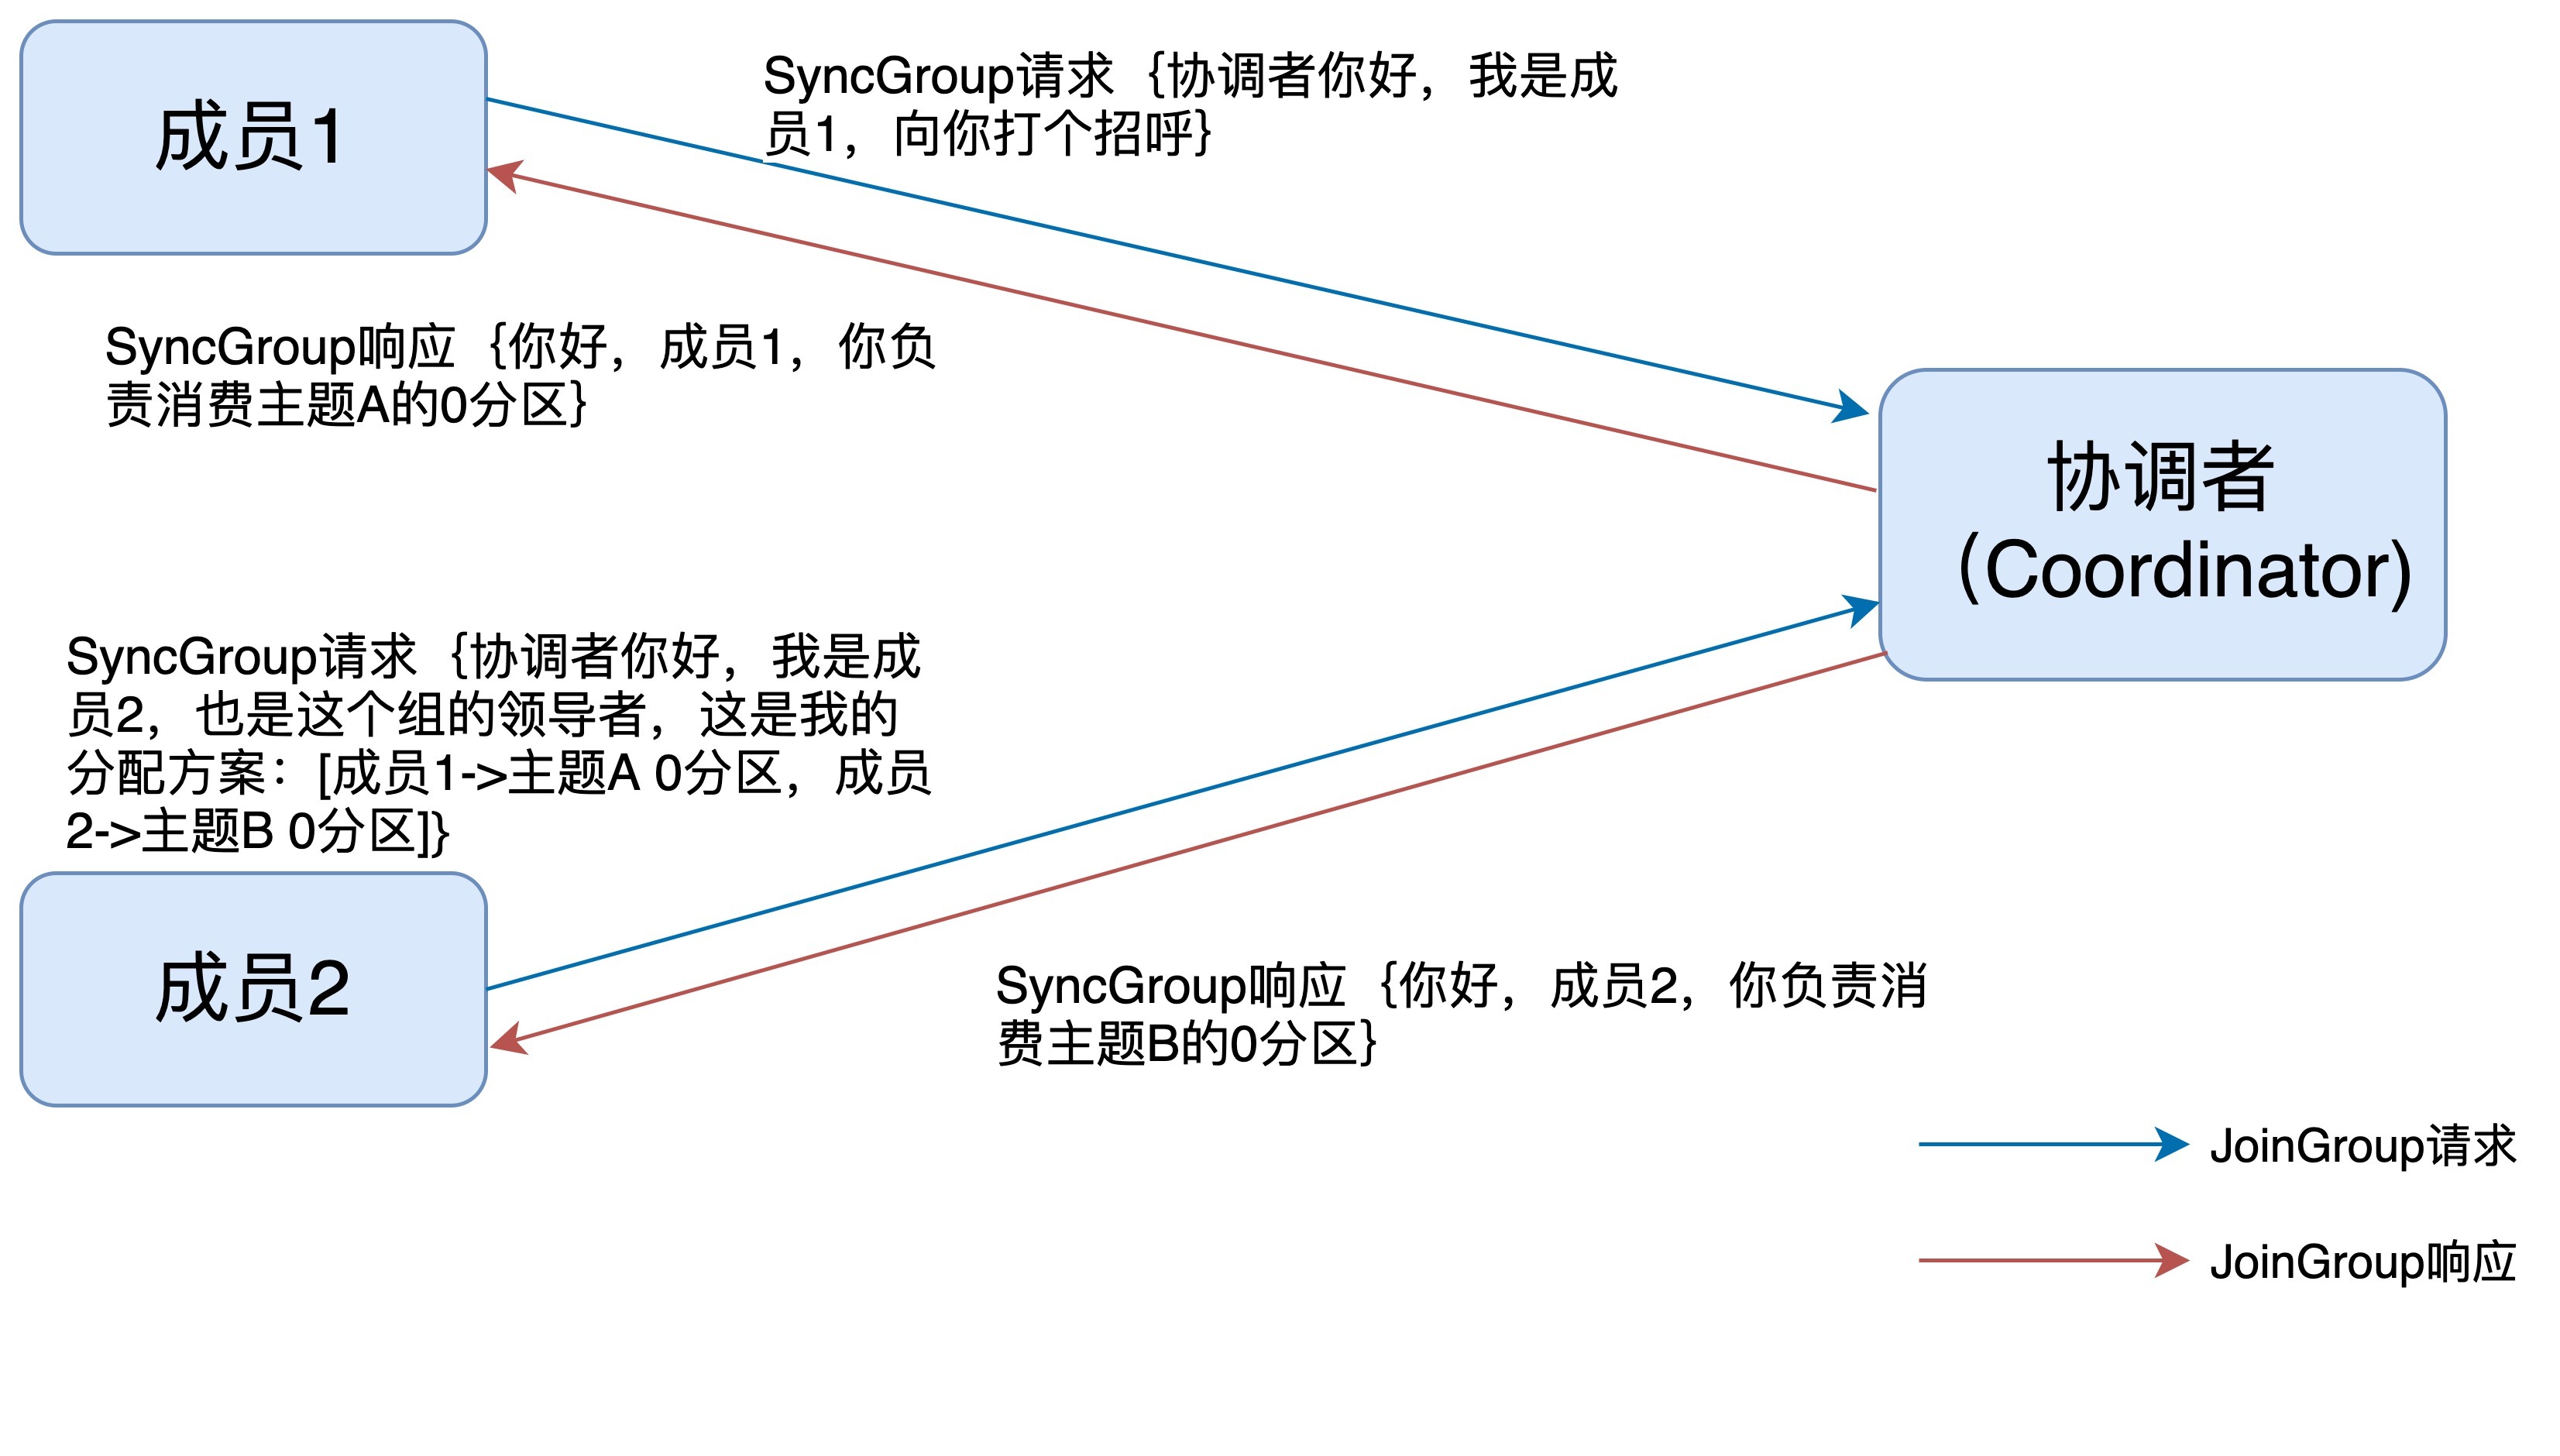 成员1
SyncGroup请求｛协调者你好，我是成
员1，向你打个招呼}
SyncGroup响应｛你好，成员1，你负
责消费主题A的0分区}
协调者
(Coordinator)
SyncGroup请求｛协调者你好，我是成
员2，也是这个组的领导者，这是我的
分配方案：[成员1->主题A 0分区，成员
2->主题B 0分区]}
成员2
SyncGroup响应｛你好，成员2，你负责消
费主题B的0分区}
JoinGroup请求
JoinGroup响应